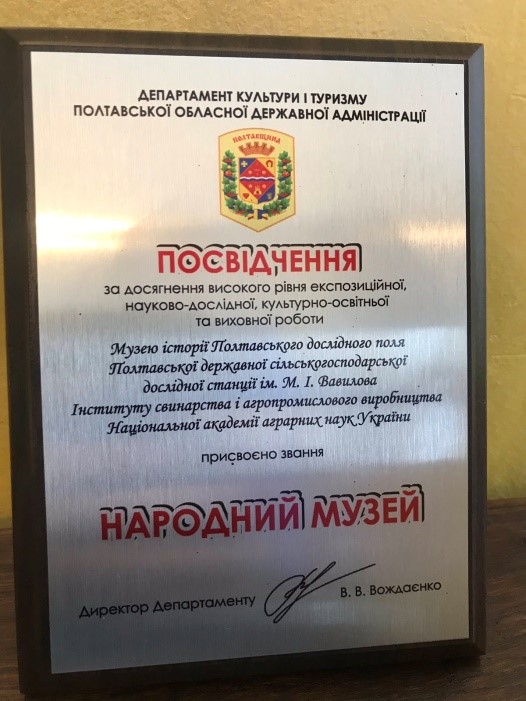 ДЕПАРТАМЕНТ КУЛЬТУРИ І ТУРИЗМУ
ПОЛТАВСЬКОЇ ОБЛАСНОЇ ДЕРЖАВНОЇ АДМІНІСТРАЦІЇ
ПОЛТАВЩИНА
ПОСВІДЧЕННЯ
за досягнення високого рівня експозиційної,
науково-дослідної, культурно-освітньої
та виховної роботи
Музею історії Полтавського дослідного поля
Полтавської державної сільськогосподарської
дослідної станції ім. М. І. Вавилова
Інституту свинарства і агропромислового виробництва
Національної академії аграрних наук України
присвоєно звання
НАРОДНИЙ МУЗЕЙ
Директор Департаменту В. В. Вождаєнко